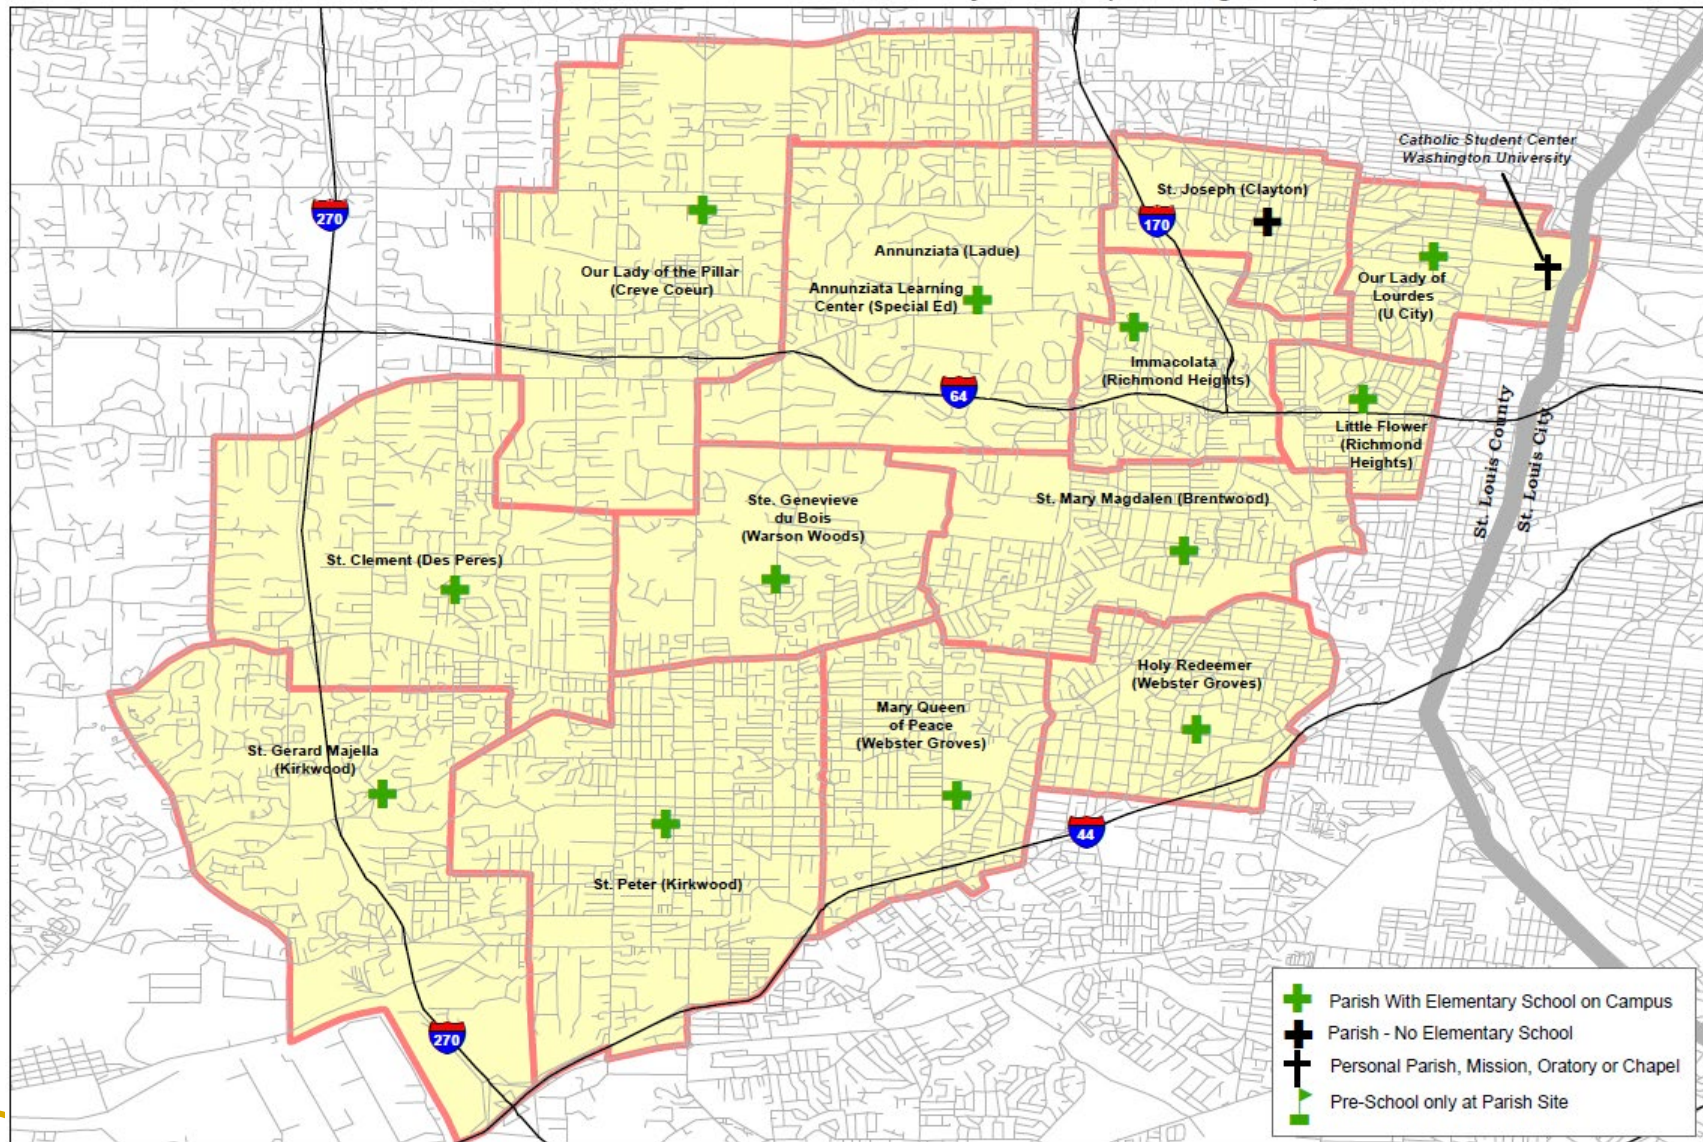 Catholic Student Center
Washington University
St. Joseph (Clayton)
270
170
Annunziata (Ladue)
Our Lady of the Pillar
(Creve Coeur)
Annunziata Learning
Center (Special Ed)
Our Lady of
Lourdes
(U City)
Immacolata
(Richmond Heights)
64
Little Flower
(Richmond
Heights)
St. Louis County
St. Louis City
Ste. Genevieve
du Bois
(Warson Woods)
St. Mary Magdalen (Brentwood)
St. Clement (Des Peres)
Holy Redeemer
(Webster Groves)
Mary Queen
of Peace
(Webster Groves)
St. Gerard Majella
(Kirkwood)
44
St. Peter (Kirkwood)
270
Parish With Elementary School on Campus
Parish - No Elementary School
Personal Parish, Mission, Oratory or Chapel
Pre-School only at Parish Site